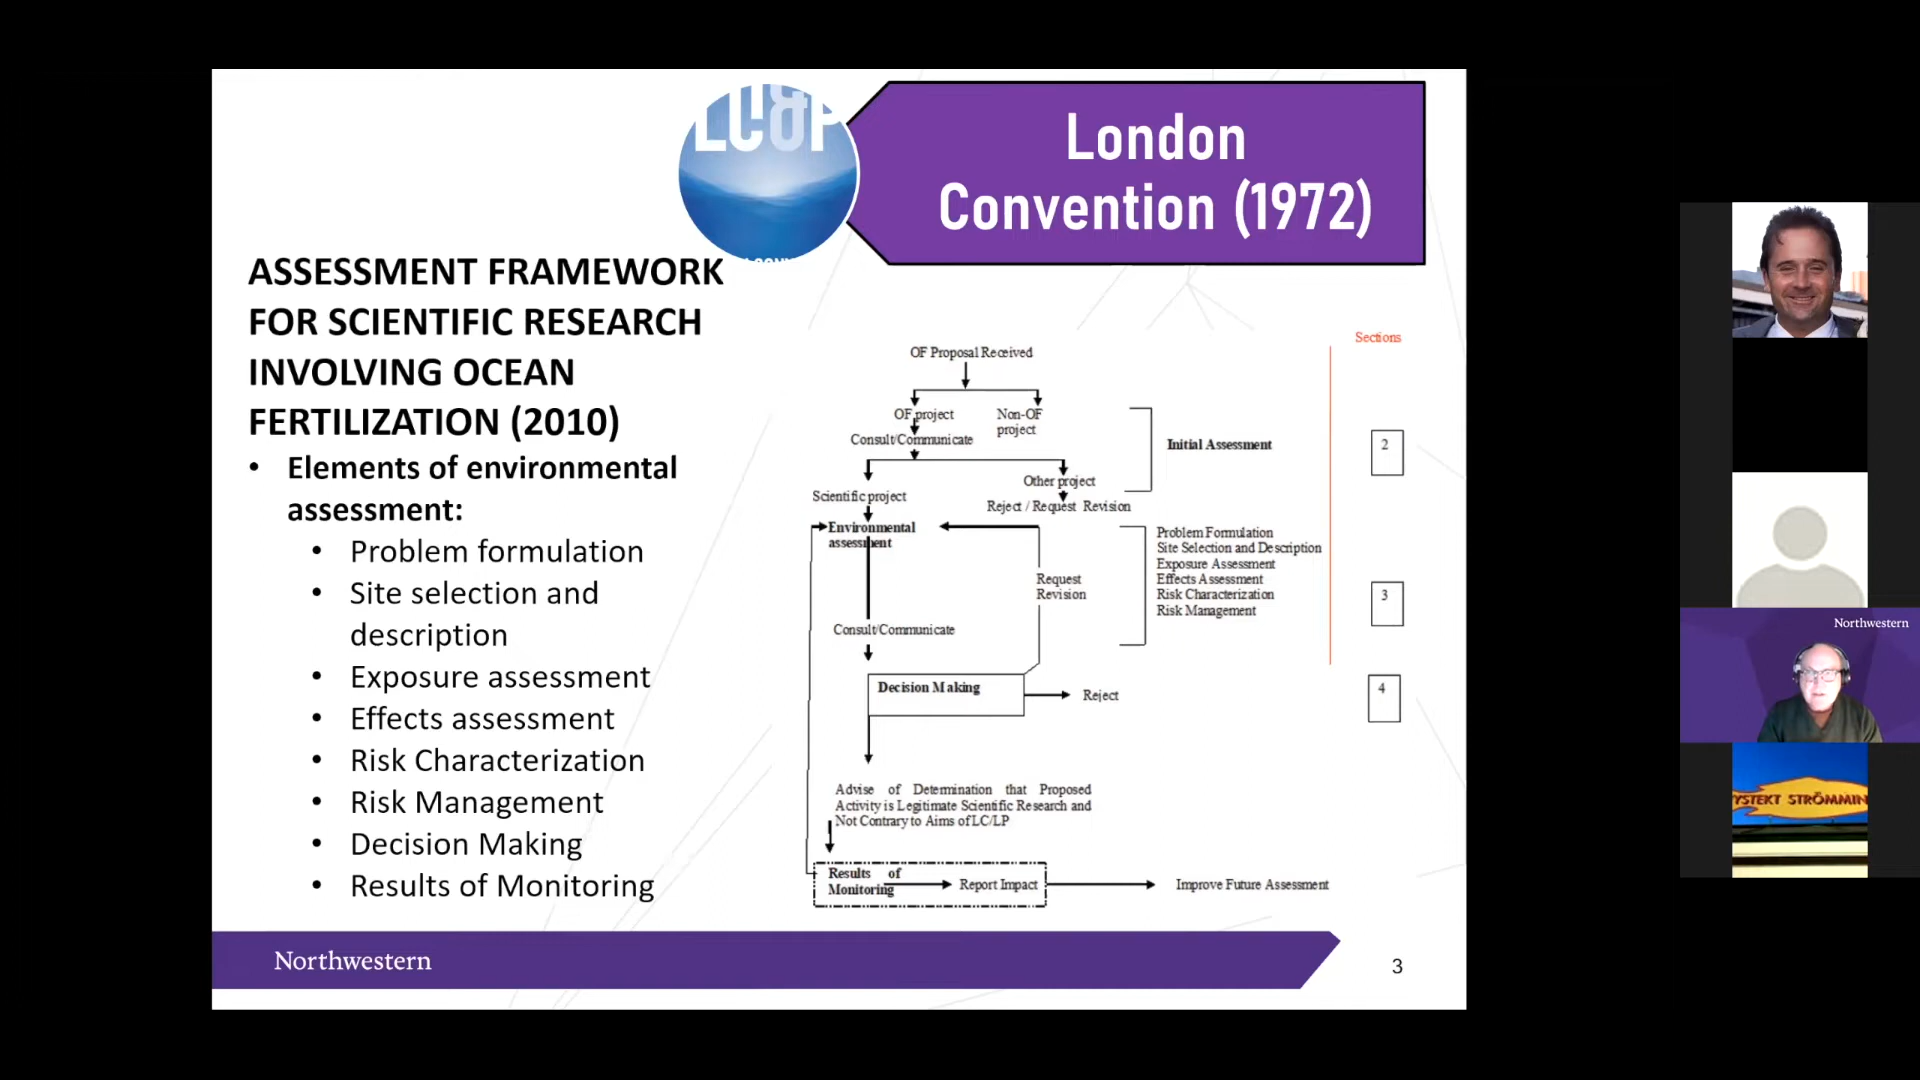 LC&P
London
Convention (1972)
ASSESSMENT FRAMEWORK
FOR SCIENTIFIC RESEARCH
INVOLVING OCEAN
FERTILIZATION (2010)
• Elements of environmental
assessment:
• Problem formulation
• Site selection and
description
• Exposure assessment
• Effects assessment
• Risk Characterization
• Risk Management
• Decision Making
• Results of Monitoring
Sections
OF Proposal Received
OF project
Non-OF
project
Consult/Communicate
Initial Assessment
2
Other project
Scientific project
Reject / Request Revision
Environmental
assessment
Problem Formulation
Site Selection and Description
Exposure Assessment
Effects Assessment
Risk Characterization
Risk Management
Request
Revision
3
Consult/Communicate
Decision Making
Reject
4
Advise of Determination that Proposed
Activity is Legitimate Scientific Research and
Not Contrary to Aims of LC/LP
Results of
Monitoring
Report Impact
Improve Future Assessment
Northwestern
3
Northwestern
YSTEKT STRÖMMIN